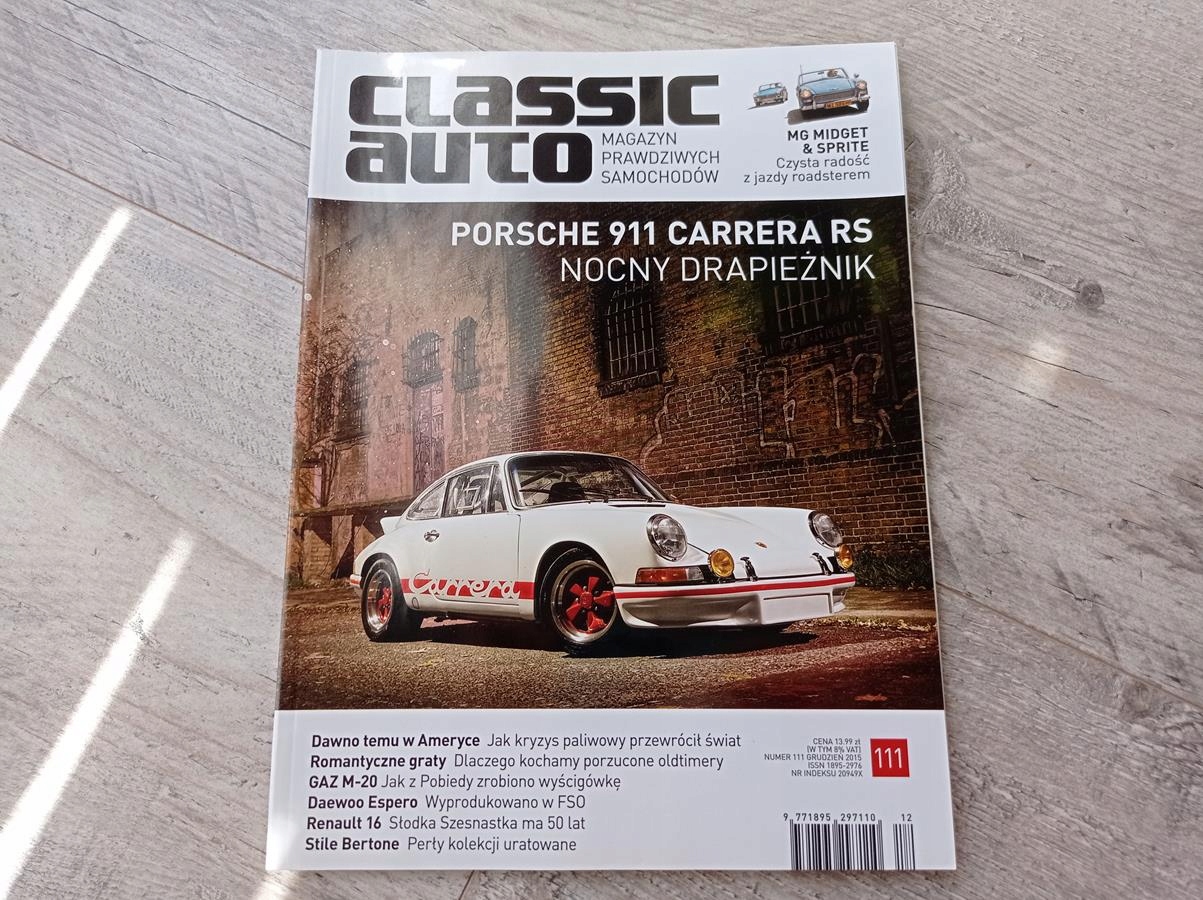 CLASSIC
AUTO
MAGAZYN
PRAWDZIWYCH
SAMOCHODÓW
MG MIDGET
& SPRITE
Czysta radość
z jazdy roadsterem
PORSCHE 911 CARRERA RS
NOCNY DRAPIEŻNIK
Carrera
Dawno temu w Ameryce Jak kryzys paliwowy przewrócił świat
Romantyczne graty Dlaczego kochamy porzucone oldtimery
GAZ M-20 Jak z Pobiedy zrobiono wyścigówkę
Daewoo Espero Wyprodukowano w FSO
Renault 16 Słodka Szesnastka ma 50 lat
Stile Bertone Perły kolekcji uratowane
CENA 13.99 zł
(W TYM 8% VAT)
NUMER 111 GRUDZIEŃ 2015
ISSN 1895-2976
NR INDEKSU 20949X
111
9 771895 297110 12